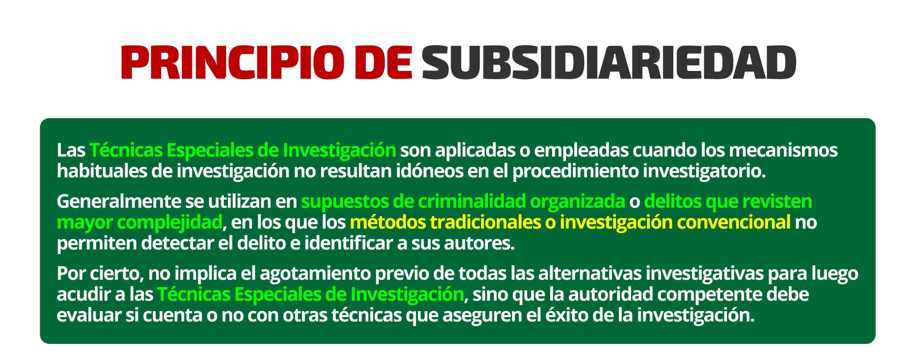 PRINCIPIO DE SUBSIDIARIEDAD
Las Técnicas Especiales de Investigación son aplicadas o empleadas cuando los mecanismos
habituales de investigación no resultan idóneos en el procedimiento investigatorio.
Generalmente se utilizan en supuestos de criminalidad organizada o delitos que revisten
mayor complejidad, en los que los métodos tradicionales o investigación convencional no
permiten detectar el delito e identificar a sus autores.
Por cierto, no implica el agotamiento previo de todas las alternativas investigativas para luego
acudir a las Técnicas Especiales de Investigación, sino que la autoridad competente debe
evaluar si cuenta o no con otras técnicas que aseguren el éxito de la investigación.